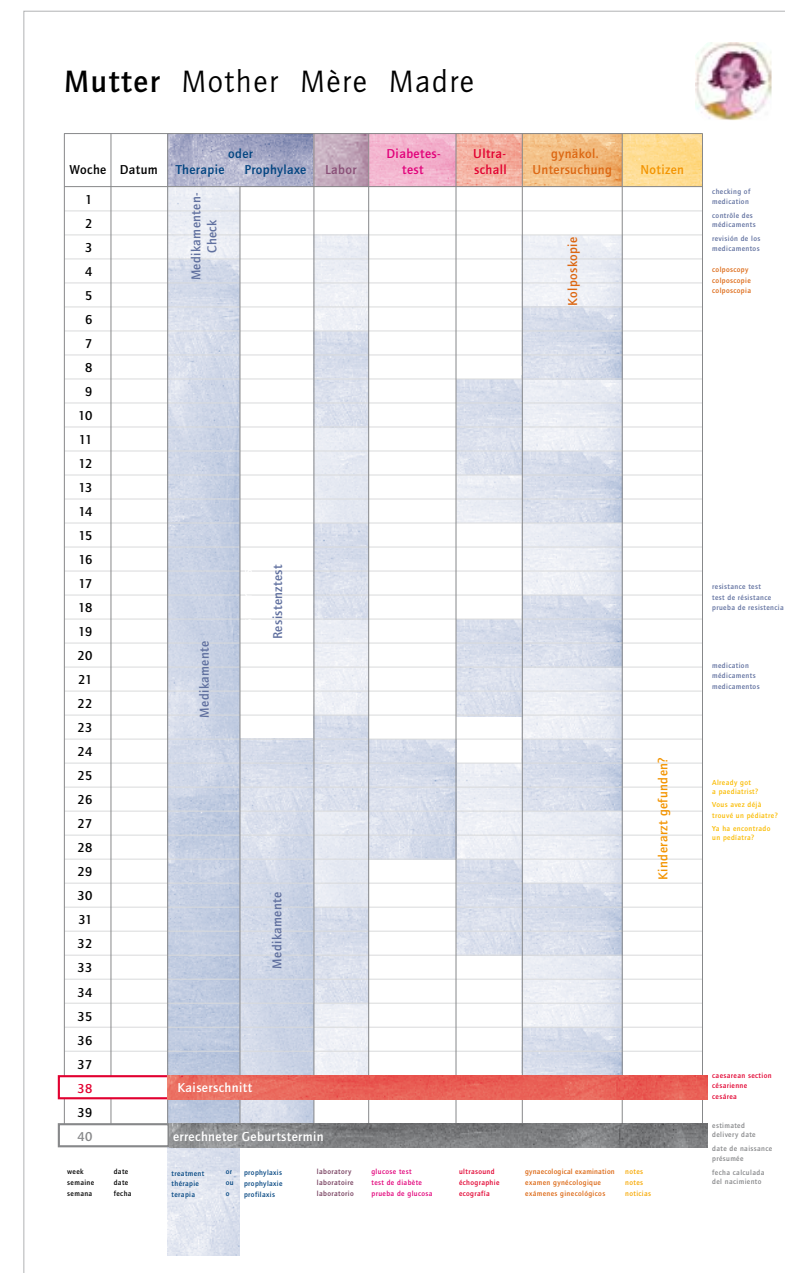 Mutter Mother Mère Madre
oder
Woche Datum Therapie Prophylaxe Labor Diabetes-
test Ultra-
schall gynäkol.
Untersuchung Notizen
1
2
3
4
5
6
7
8
9
10
11
12
13
14
15
16
17
18
19
20
21
22
23
24
25
26
27
28
29
30
31
32
33
34
35
36
37
38 Kaiserschnitt
39
40 errechneter Geburtstermin
Medikamenten-
Check
Medikamente
Resistenztest
Medikamente
Kolposkopie
Kinderarzt gefunden?
checking of
medication
contrôle des
médicaments
revisión de los
medicamentos
colposcopy
colposcopie
colposcopia
resistance test
test de résistance
prueba de resistencia
medication
médicaments
medicamentos
Already got
a paediatrist?
Vous avez déjà
trouvé un pédiatre?
Ya ha encontrado
un pediatra?
caesarean section
césarienne
cesárea
estimated
delivery date
date de naissance
présumée
fecha calculada
del nacimiento
week date treatment or prophylaxis laboratory glucose test ultrasound gynaecological examination notes
semaine date thérapie ou prophylaxie laboratoire test de diabète échographie examen gynécologique notes
semana fecha terapia o profilaxis laboratorio prueba de glucosa ecografía exámenes ginecológicos noticias